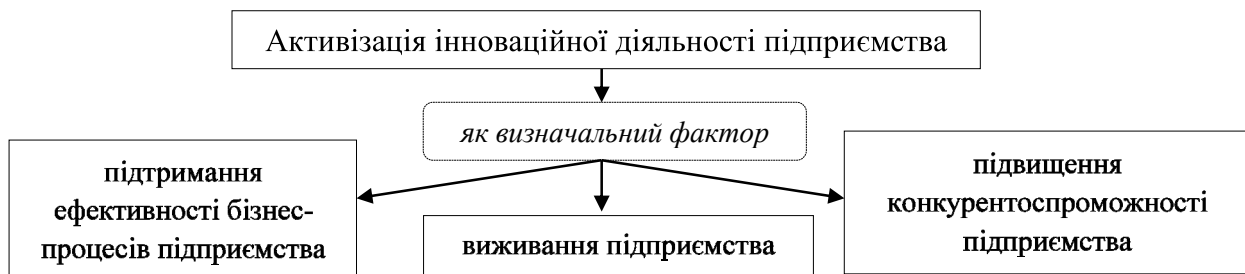 Активізація інноваційної діяльності підприємства
як визначальний фактор
підтримання
ефективності бізнес-
процесів підприємства
виживання підприємства
підвищення
конкурентоспроможності
підприємства